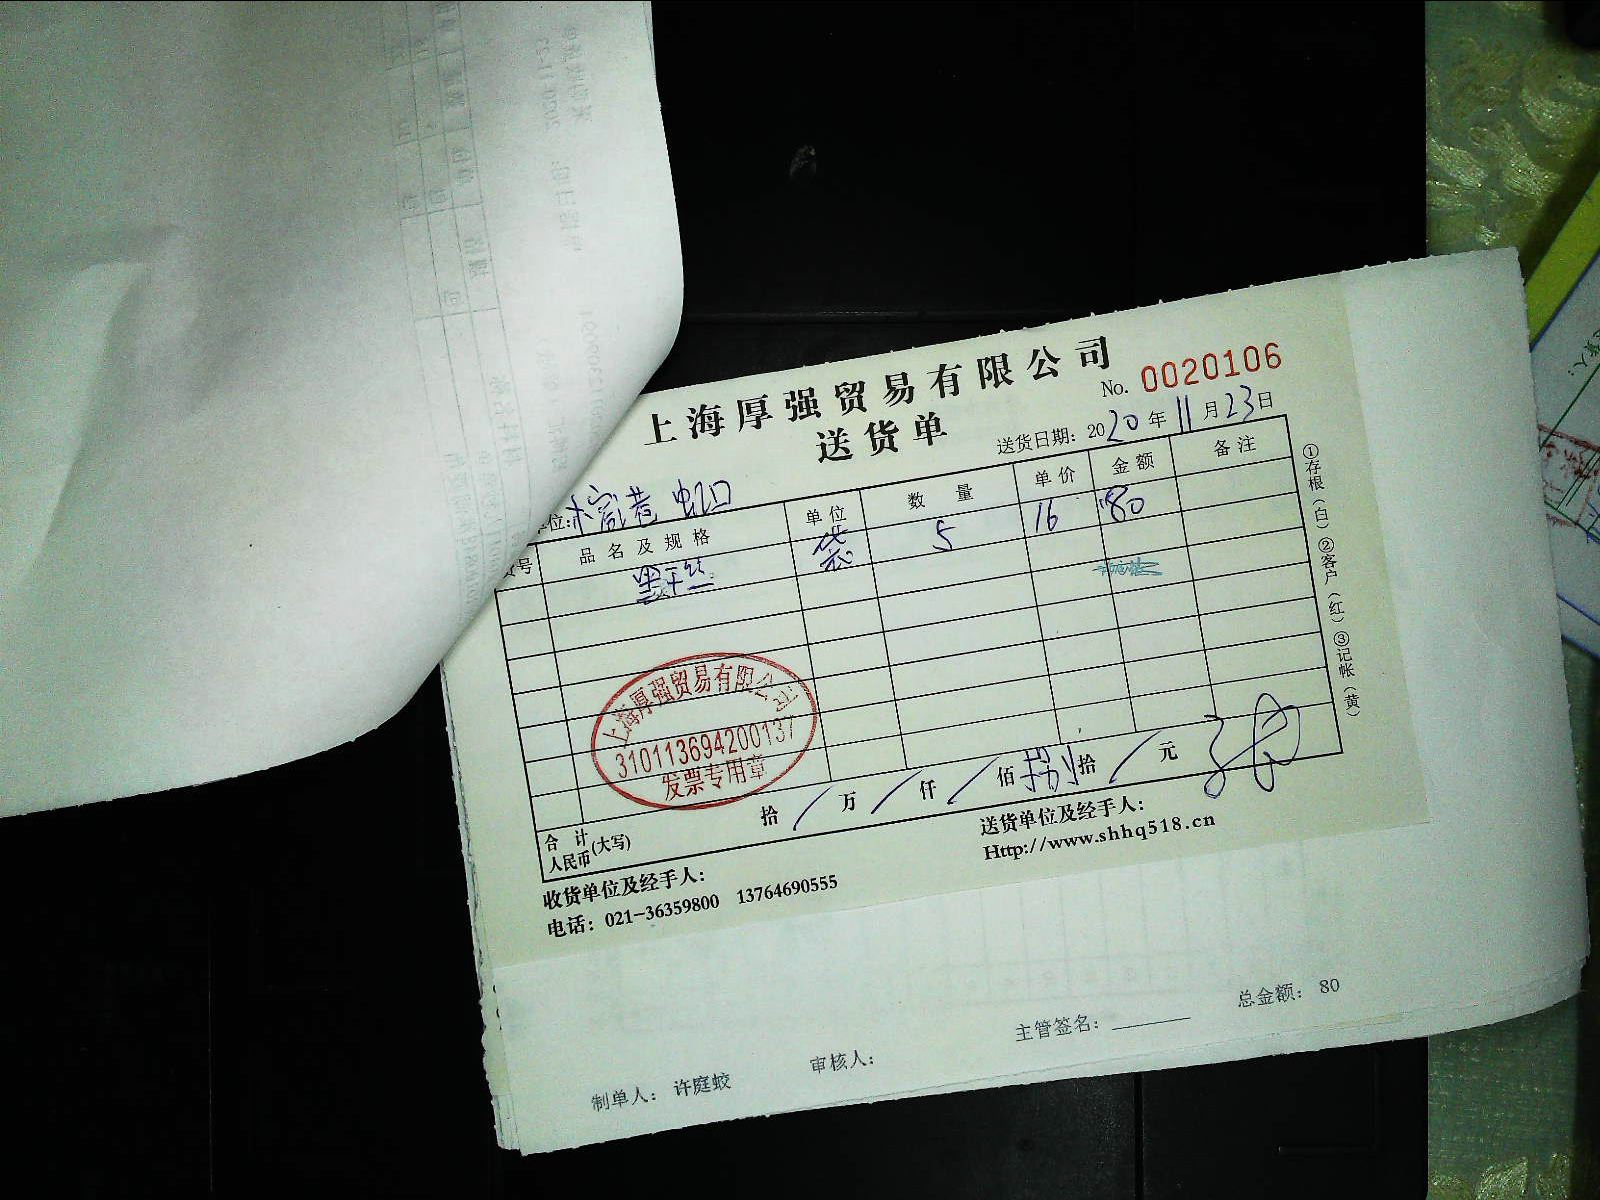 上海厚强贸易有限公司
送货单
No. 0020106
送货日期：2020年11月23日
位：檸巷 虹口
号 品名及规格 单位 数量 单价 金额 备注
黑干丝 袋 5 16 80
上海厚强贸易有限公司
310113694200137
发票专用章
合计人民币(大写) 拾/万/仟/佰捌拾/元
①存根(白)②客户(红)③记帐(黄)
收货单位及经手人：
送货单位及经手人：
电话：021-36359800 13764690555
Http://www.shhq518.cn
总金额： 80
主管签名：
审核人：
制单人： 许庭蛟